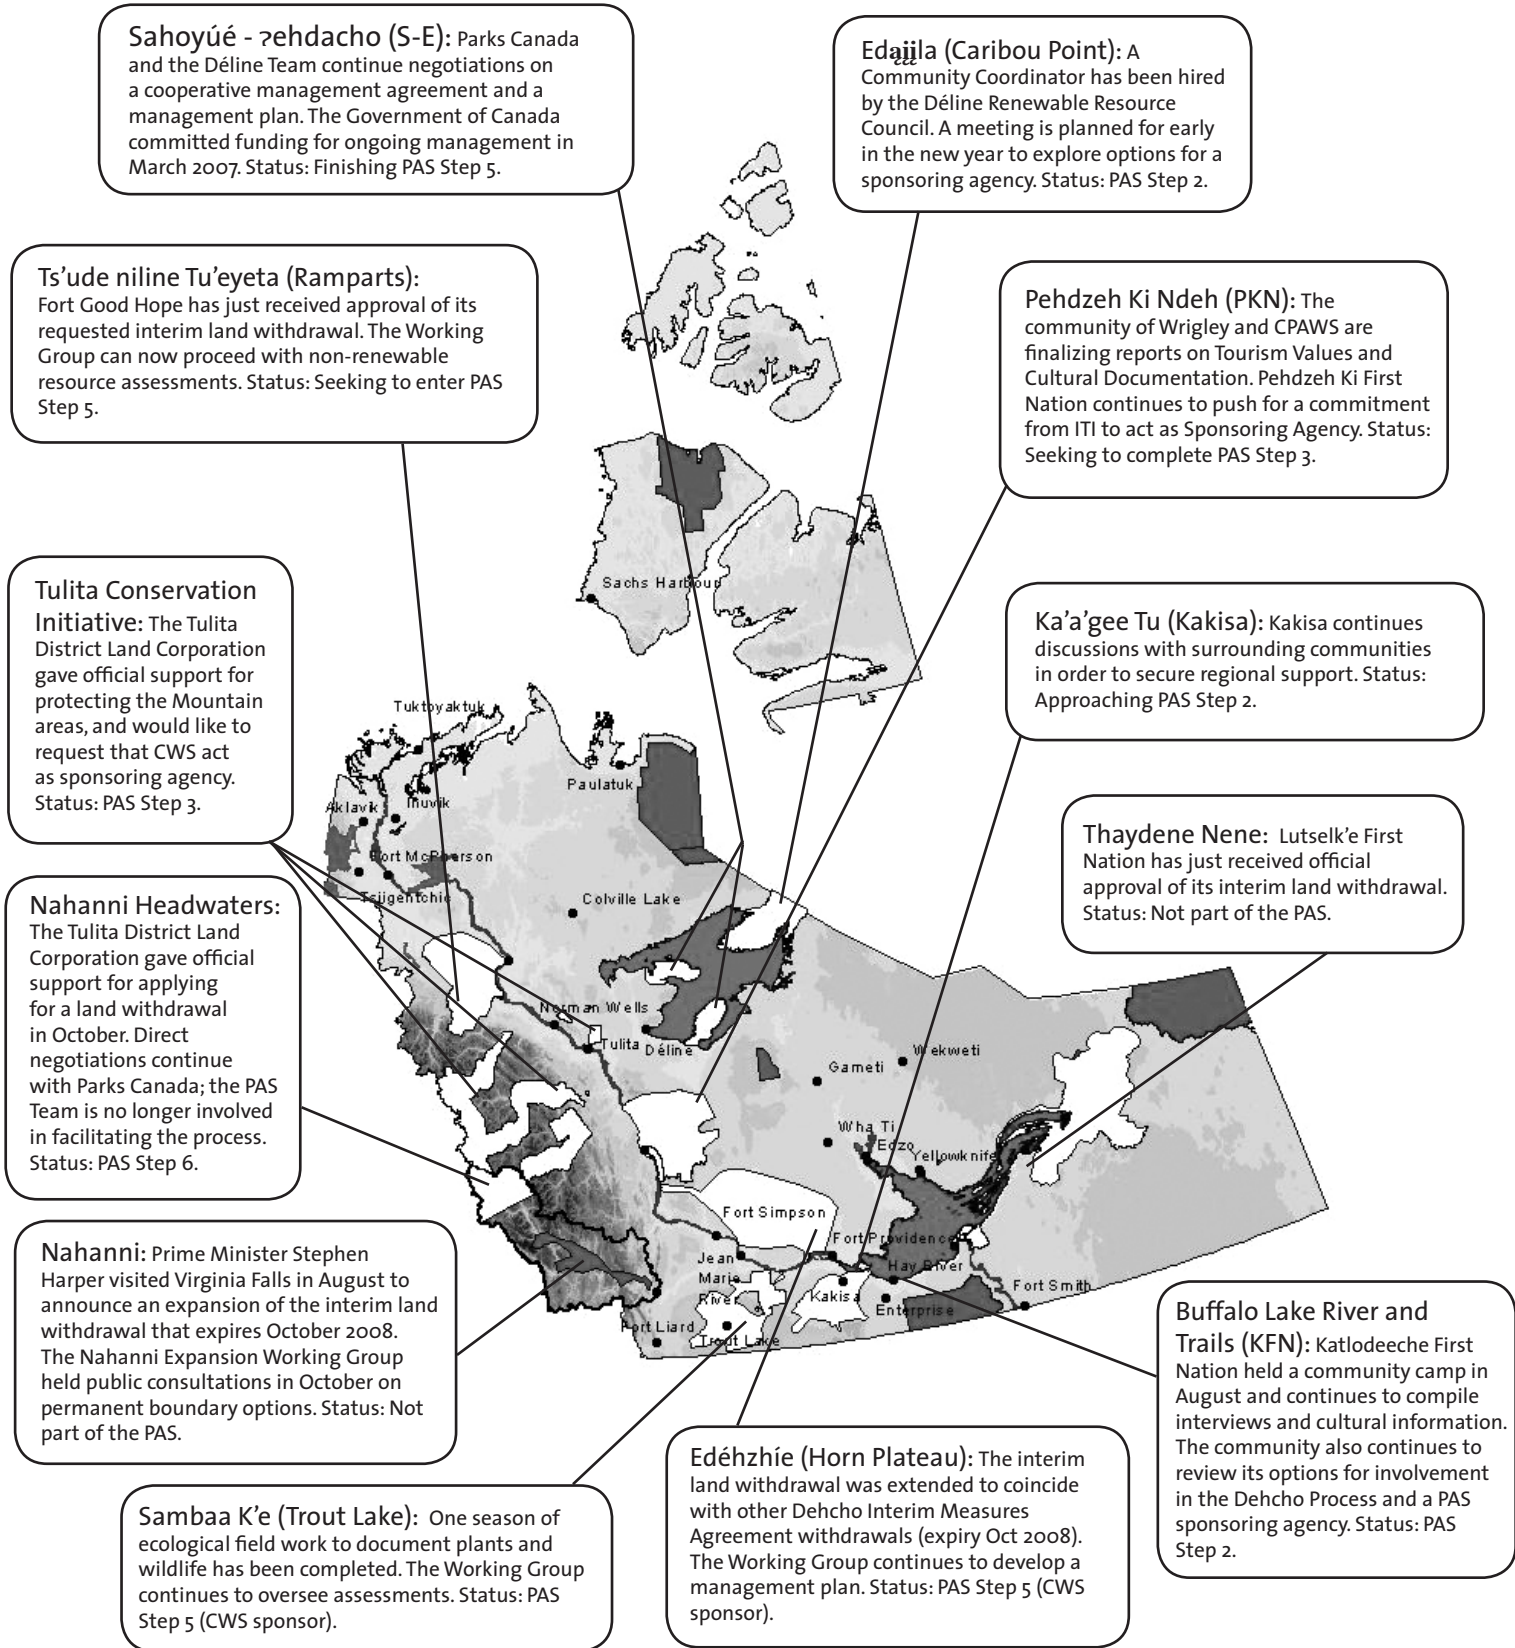 Sahoyúé - ʔehdacho (S-E): Parks Canada
and the Déline Team continue negotiations on
a cooperative management agreement and a
management plan. The Government of Canada
committed funding for ongoing management in
March 2007. Status: Finishing PAS Step 5.
(Caribou Point): A
Community Coordinator has been hired
by the Déline Renewable Resource
Council. A meeting is planned for early
in the new year to explore options for a
sponsoring agency. Status: PAS Step 2.
Ts’ude niline Tu’eyeta (Ramparts):
Fort Good Hope has just received approval of its
requested interim land withdrawal. The Working
Group can now proceed with non-renewable
resource assessments. Status: Seeking to enter PAS
Step 5.
Pehdzeh Ki Ndeh (PKN): The
community of Wrigley and CPAWS are
finalizing reports on Tourism Values and
Cultural Documentation. Pehdzeh Ki First
Nation continues to push for a commitment
from ITI to act as Sponsoring Agency. Status:
Seeking to complete PAS Step 3.
Tulita Conservation
Initiative: The Tulita
District Land Corporation
gave official support for
protecting the Mountain
areas, and would like to
request that CWS act
as sponsoring agency.
Status: PAS Step 3.
Ka’a’gee Tu (Kakisa): Kakisa continues
discussions with surrounding communities
in order to secure regional support. Status:
Approaching PAS Step 2.
Thaydene Nene: Lutselk’e First
Nation has just received official
approval of its interim land withdrawal.
Status: Not part of the PAS.
Nahanni Headwaters:
The Tulita District Land
Corporation gave official
support for applying
for a land withdrawal
in October. Direct
negotiations continue
with Parks Canada; the PAS
Team is no longer involved
in facilitating the process.
Status: PAS Step 6.
Nahanni: Prime Minister Stephen
Harper visited Virginia Falls in August to
announce an expansion of the interim land
withdrawal that expires October 2008.
The Nahanni Expansion Working Group
held public consultations in October on
permanent boundary options. Status: Not
part of the PAS.
Sambaa K’e (Trout Lake): One season of
ecological field work to document plants and
wildlife has been completed. The Working Group
continues to oversee assessments. Status: PAS
Step 5 (CWS sponsor).
Edéhzhíe (Horn Plateau): The interim
land withdrawal was extended to coincide
with other Dehcho Interim Measures
Agreement withdrawals (expiry Oct 2008).
The Working Group continues to develop a
management plan. Status: PAS Step 5 (CWS
sponsor).
Buffalo Lake River and
Trails (KFN): Katlodeeche First
Nation held a community camp in
August and continues to compile
interviews and cultural information.
The community also continues to
review its options for involvement
in the Dehcho Process and a PAS
sponsoring agency. Status: PAS
Step 2.
Sachs Harbour
Tuktoyaktuk
Paulatuk
Aklavik
Inuvik
Fort McPherson
Tsiigehtchic
Colville Lake
Norman Wells
Tulita
Déline
Wekweti
Gameti
Wha Ti
Edzo
Yellowknife
Fort Simpson
Fort Providence
Jean
Marie
River
Hay River
Kakisa
Enterprise
Fort Smith
Fort Liard
Trout Lake